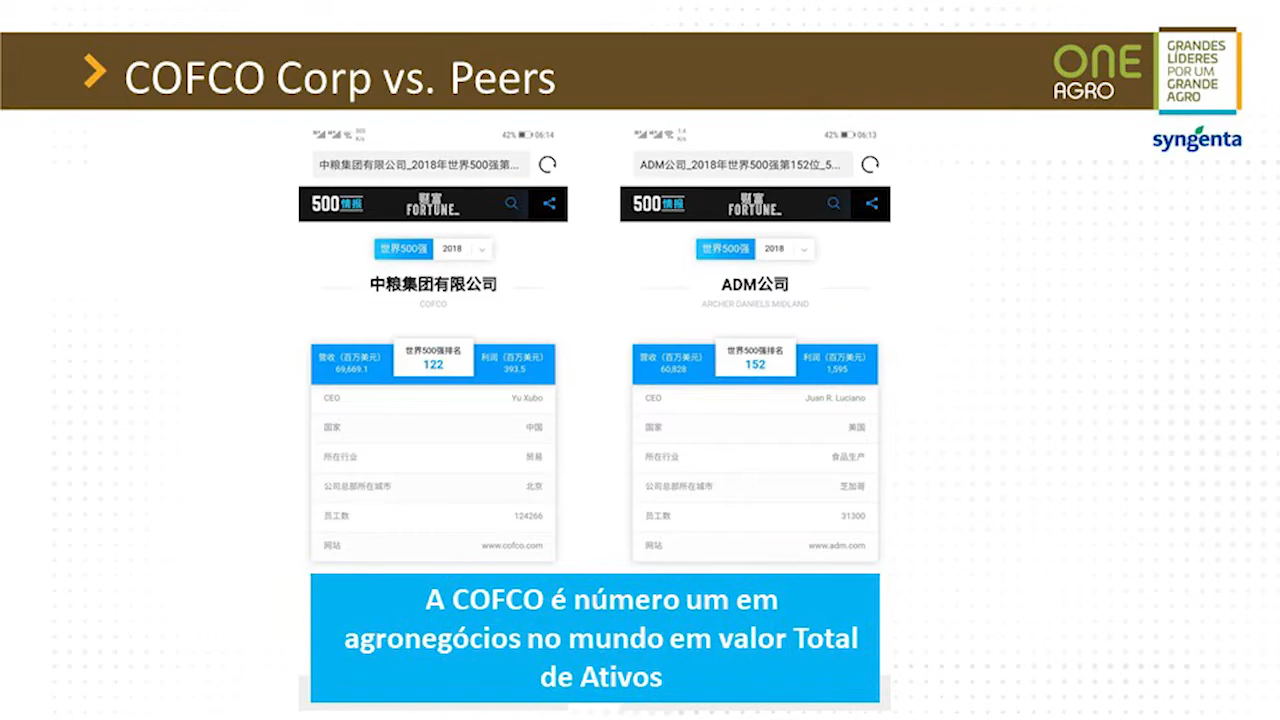 COFCO Corp vs. Peers
ONE
AGRO
GRANDES
LÍDERES
POR UM
GRANDE
AGRO
syngenta
42% 06:14
中粮集团有限公司_2018年世界500强第...
500情报
财富
FORTUNE
世界500强 2018
中粮集团有限公司
COFCO
营收（百万美元） 世界500强排名 利润（百万美元）
69,669.1 122 393.5
CEO Yu Xubo
国家 中国
所在行业 贸易
公司总部所在城市 北京
员工数 124266
网站 www.cofco.com
42% 06:13
ADM公司_2018年世界500强第152位_5...
500情报
财富
FORTUNE
世界500强 2018
ADM公司
ARCHER DANIELS MIDLAND
营收（百万美元） 世界500强排名 利润（百万美元）
60,828 152 1,595
CEO Juan R. Luciano
国家 美国
所在行业 食品生产
公司总部所在城市 芝加哥
员工数 31300
网站 www.adm.com
A COFCO é número um em
agronegócios no mundo em valor Total
de Ativos